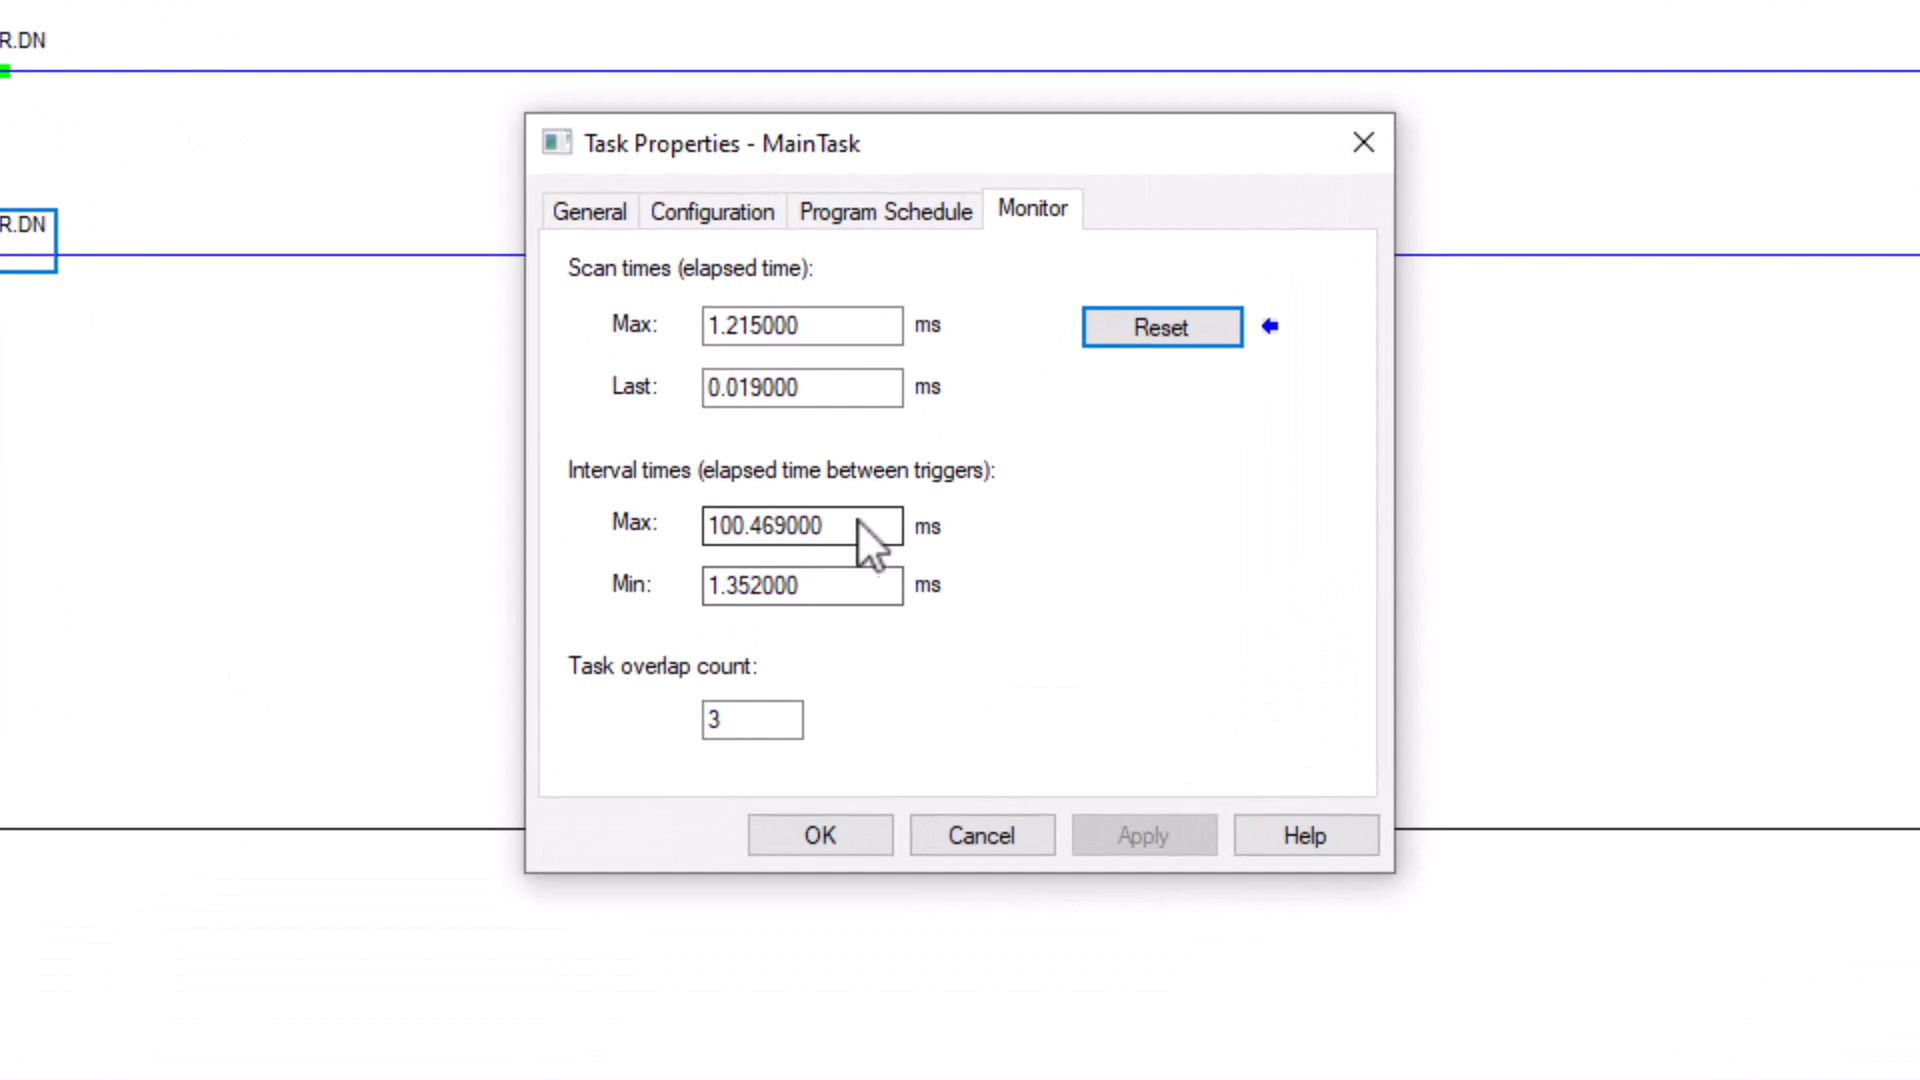 R.DN
Task Properties - MainTask
General Configuration Program Schedule Monitor
R.DN
Scan times (elapsed time):
Max: 1.215000 ms Reset
Last: 0.019000 ms
Interval times (elapsed time between triggers):
Max: 100.469000 ms
Min: 1.352000 ms
Task overlap count:
3
OK Cancel Apply Help